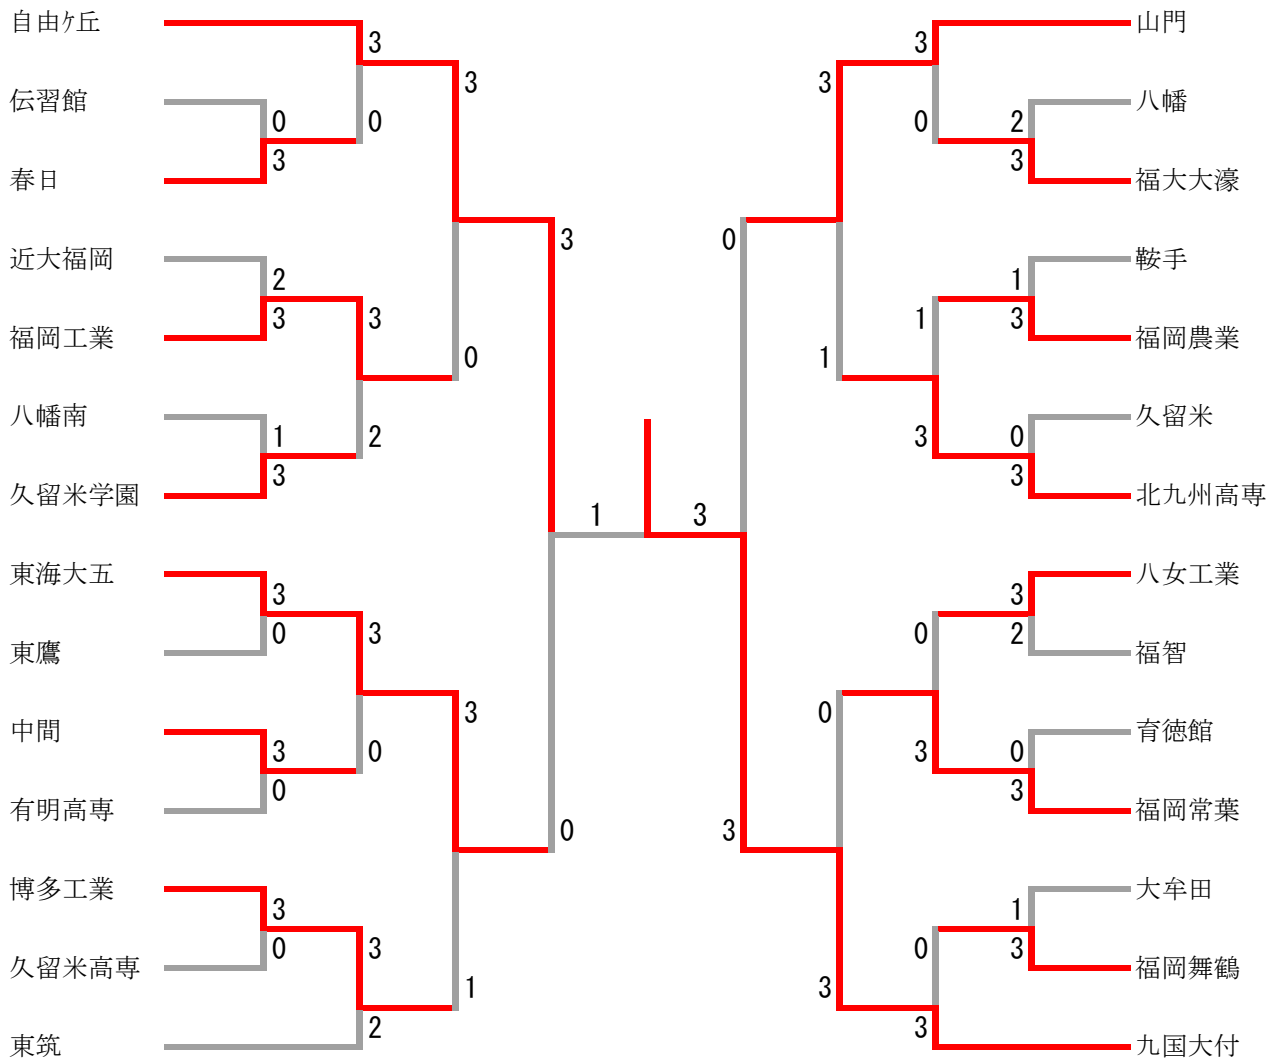 自由ケ丘
3
3
0
伝習館
0
3
春日
近大福岡
2
3
福岡工業
3
0
2
八幡南
1
3
久留米学園
3
東海大五
3
0
東鷹
3
3
0
中間
3
0
有明高専
0
博多工業
3
0
久留米高専
3
1
2
東筑
1
3
山門
3
3
0
八幡
2
3
福大大濠
0
鞍手
1
3
福岡農業
1
1
3
久留米
0
3
北九州高専
八女工業
3
2
福智
0
0
3
育徳館
0
3
福岡常葉
3
大牟田
1
3
福岡舞鶴
0
3
3
九国大付